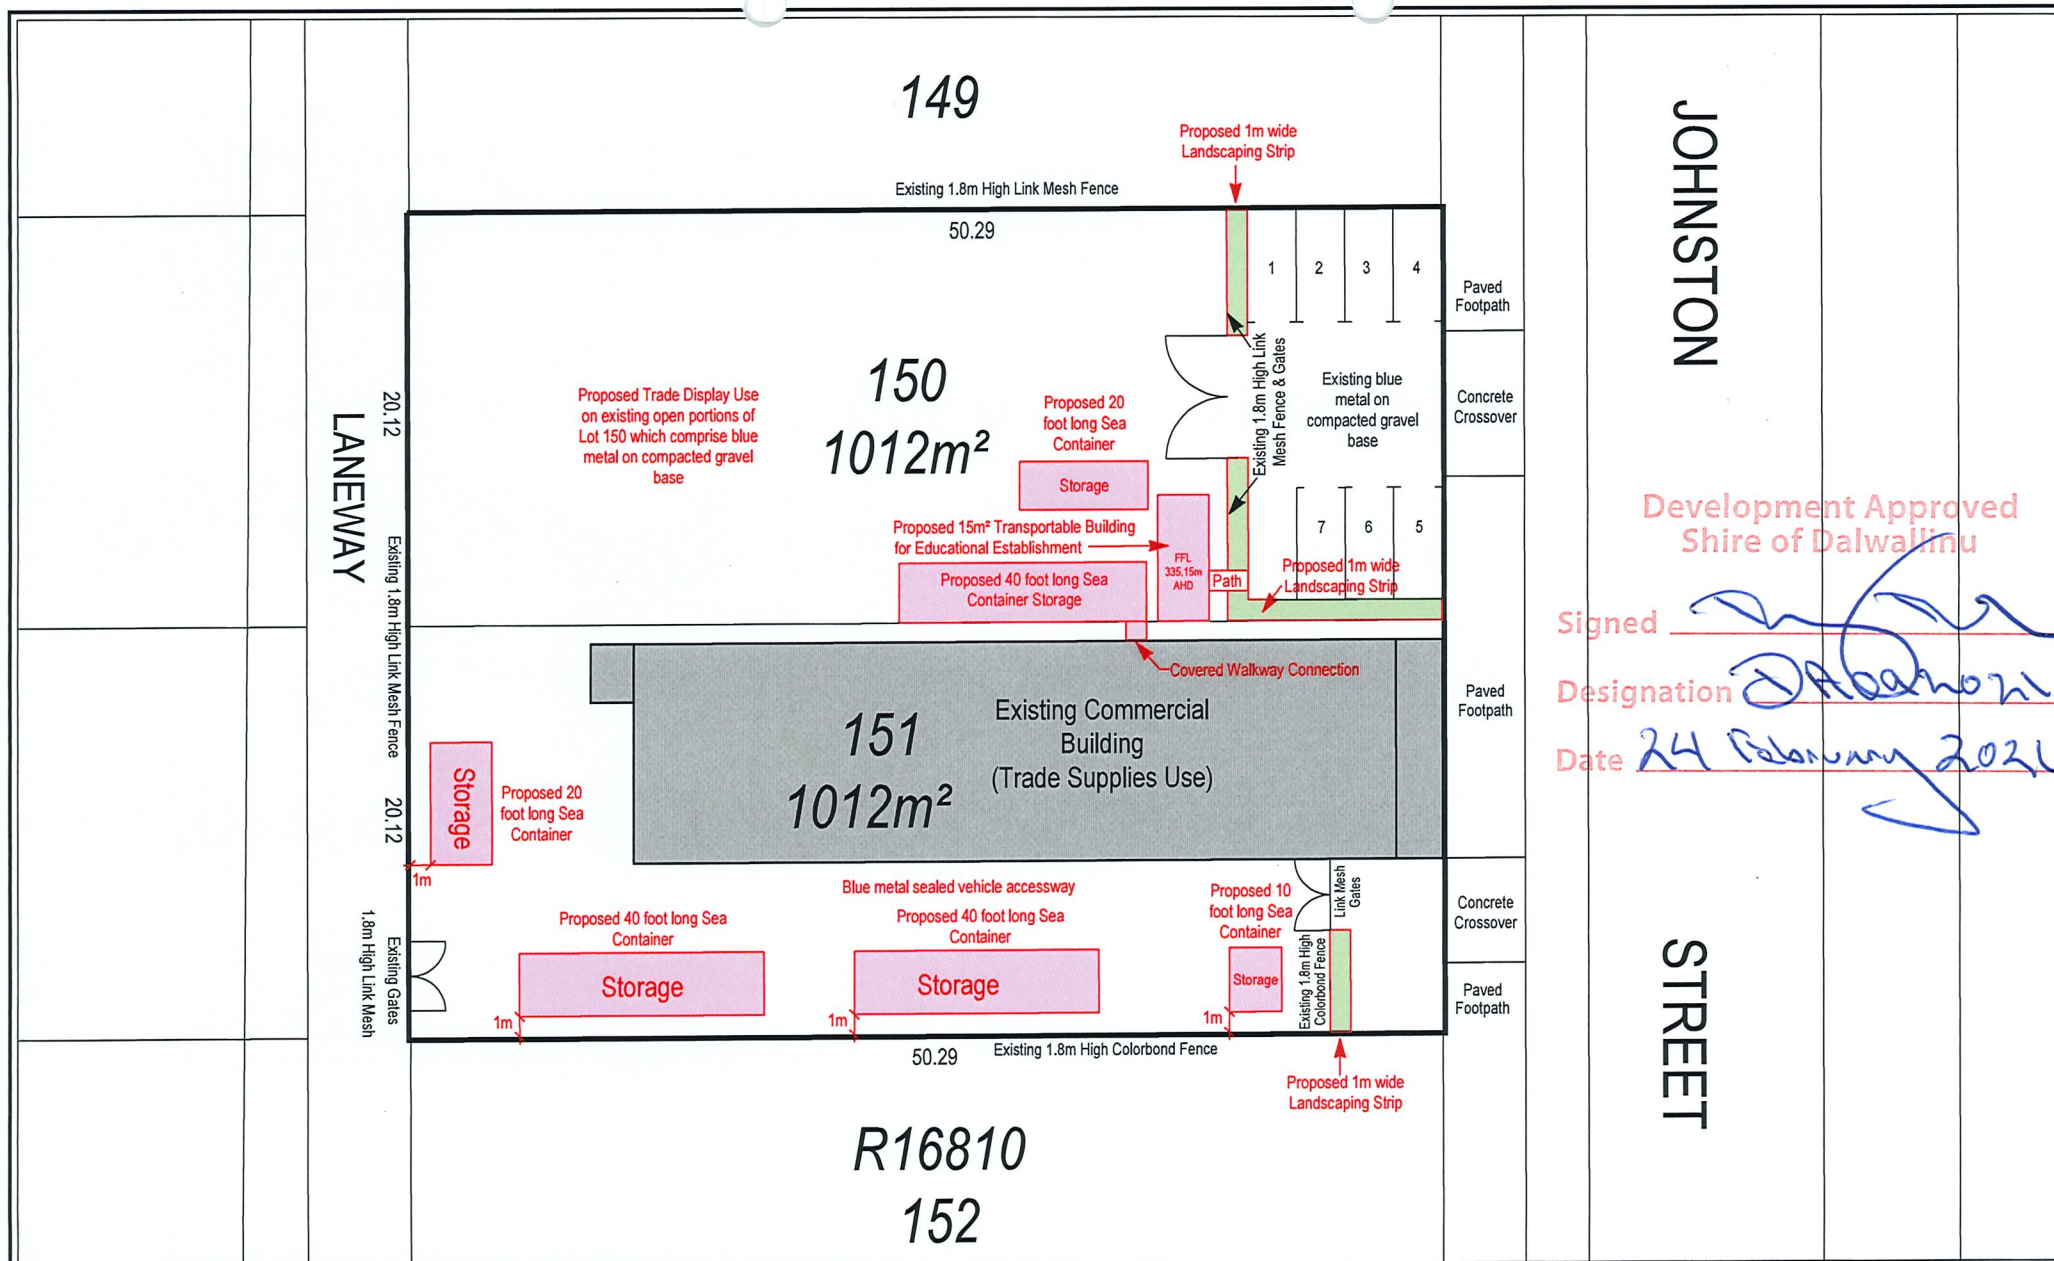 149
Proposed 1m wide
Landscaping Strip
Existing 1.8m High Link Mesh Fence
50.29
1
2
3
4
Paved
Footpath
JOHNSTON
STREET
LANEWAY
20.12
Existing 1.8m High Link Mesh Fence
20.12
150
1012m²
Proposed Trade Display Use
on existing open portions of
Lot 150 which comprise blue
metal on compacted gravel
base
Proposed 20
foot long Sea
Container
Storage
Existing 1.8m High Link
Mesh Fence & Gates
Existing blue
metal on
compacted gravel
base
Concrete
Crossover
7
6
5
Proposed 15m² Transportable Building
for Educational Establishment
FFL
335.15m
AHD
Path
Proposed 1m wide
Landscaping Strip
Proposed 40 foot long Sea
Container Storage
Covered Walkway Connection
Development Approved
Shire of Dalwallinu
Signed
Designation
Date 24 February 2021
151
1012m²
Existing Commercial
Building
(Trade Supplies Use)
Paved
Footpath
Storage
Proposed 20
foot long Sea
Container
1m
Blue metal sealed vehicle accessway
Proposed 40 foot long Sea
Container
Storage
1m
Proposed 40 foot long Sea
Container
Storage
1m
Proposed 10
foot long Sea
Container
Storage
1m
Link Mesh
Gates
Existing 1.8m High
Colorbond Fence
Concrete
Crossover
Paved
Footpath
Existing Gates
1.8m High Link Mesh
50.29
Existing 1.8m High Colorbond Fence
Proposed 1m wide
Landscaping Strip
R16810
152